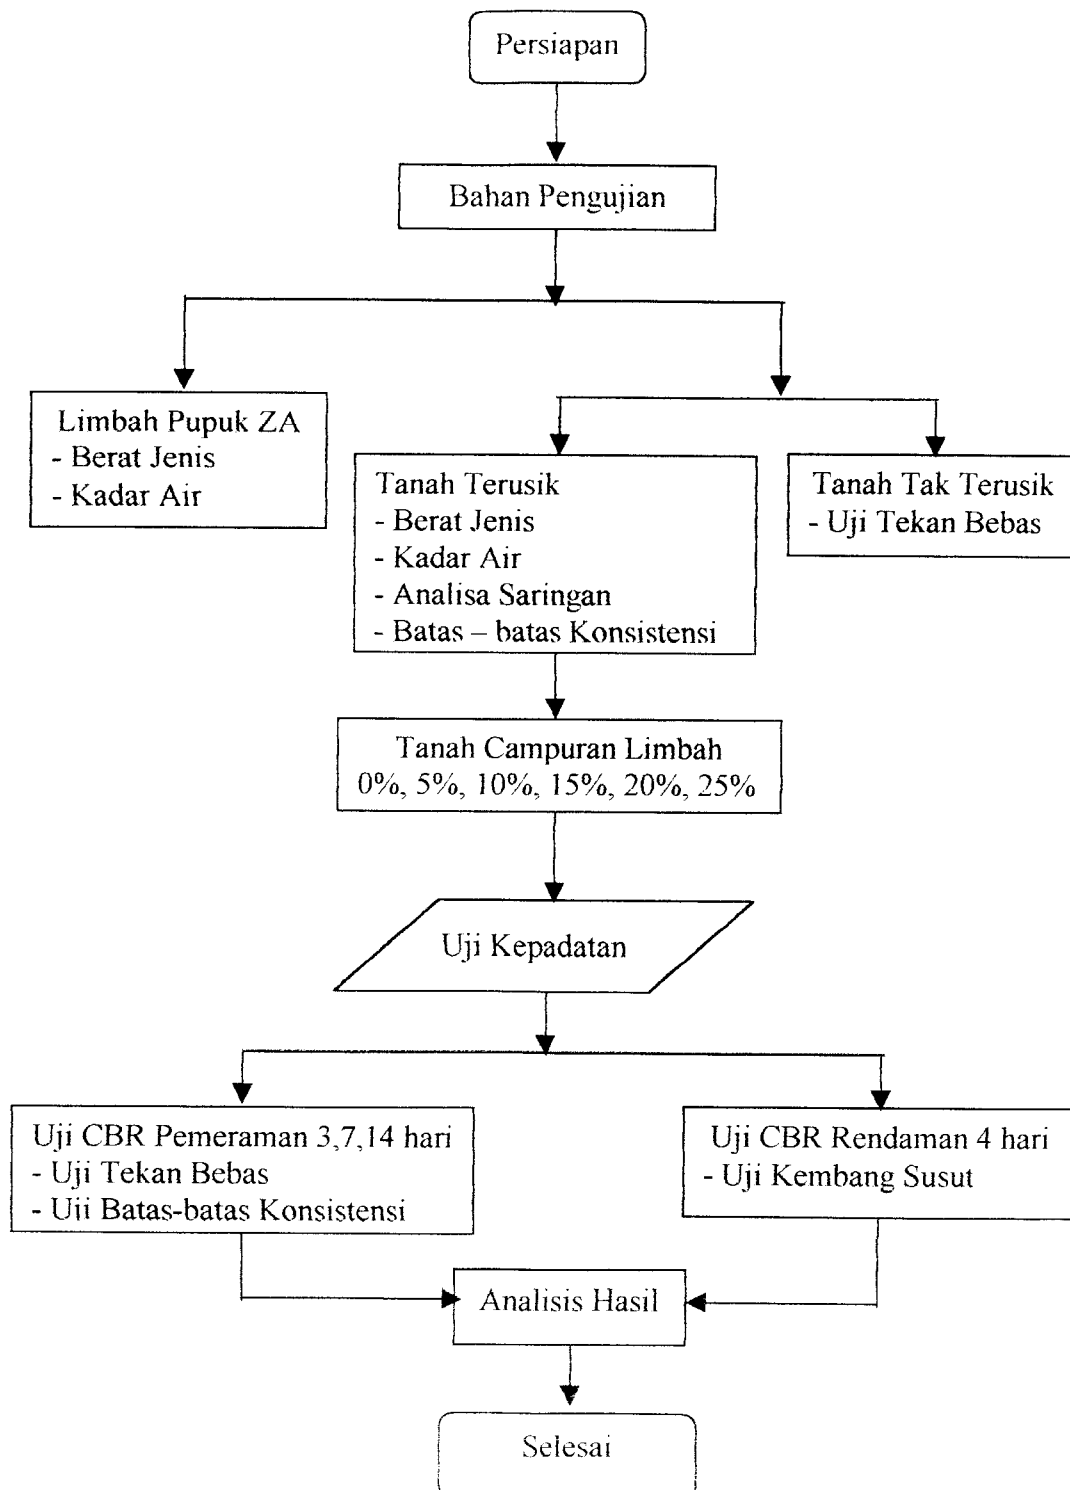 Persiapan
Bahan Pengujian
Limbah Pupuk ZA
- Berat Jenis
- Kadar Air
Tanah Terusik
- Berat Jenis
- Kadar Air
- Analisa Saringan
- Batas – batas Konsistensi
Tanah Tak Terusik
- Uji Tekan Bebas
Tanah Campuran Limbah
0%, 5%, 10%, 15%, 20%, 25%
Uji Kepadatan
Uji CBR Pemeraman 3,7,14 hari
- Uji Tekan Bebas
- Uji Batas-batas Konsistensi
Uji CBR Rendaman 4 hari
- Uji Kembang Susut
Analisis Hasil
Selesai